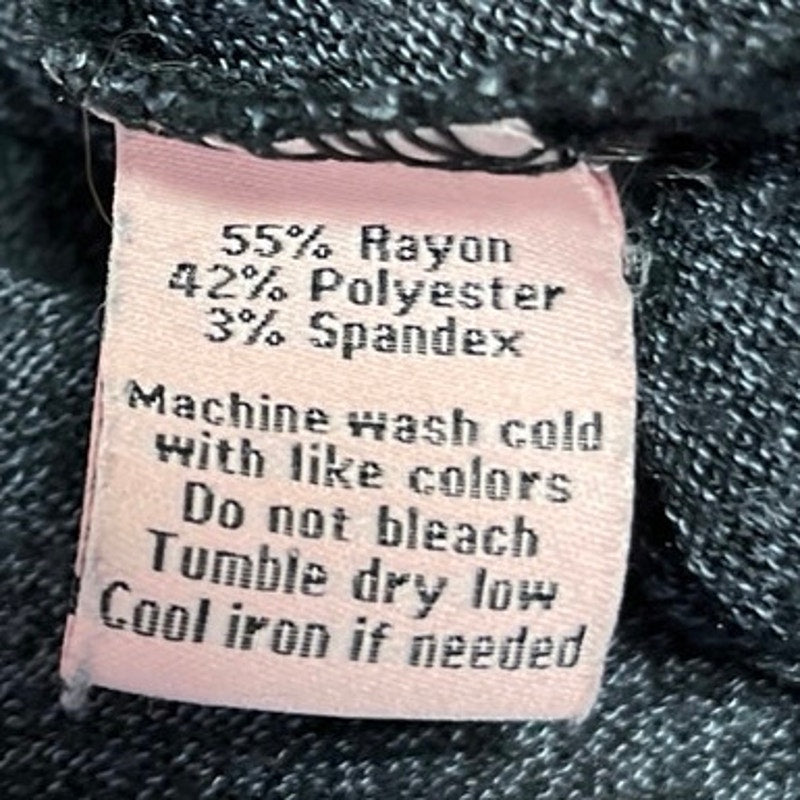 55% Rayon
42% Polyester
3% Spandex
Machine wash cold
with like colors
Do not bleach
Tumble dry low
Cool iron if needed